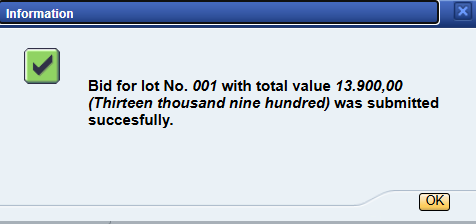 Information
Bid for lot No. 001 with total value 13.900,00
(Thirteen thousand nine hundred) was submitted
succesfully.
OK